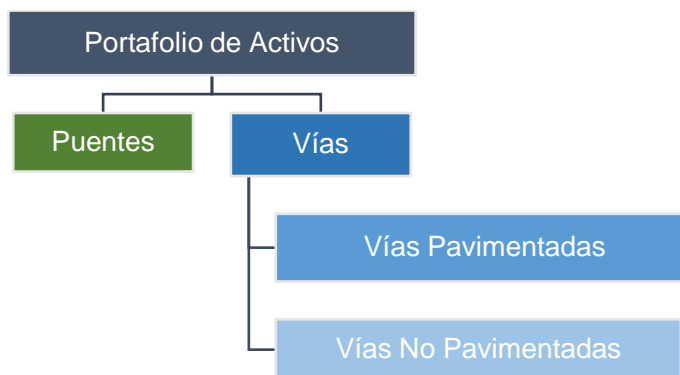 Portafolio de Activos
Puentes
Vías
Vías Pavimentadas
Vías No Pavimentadas